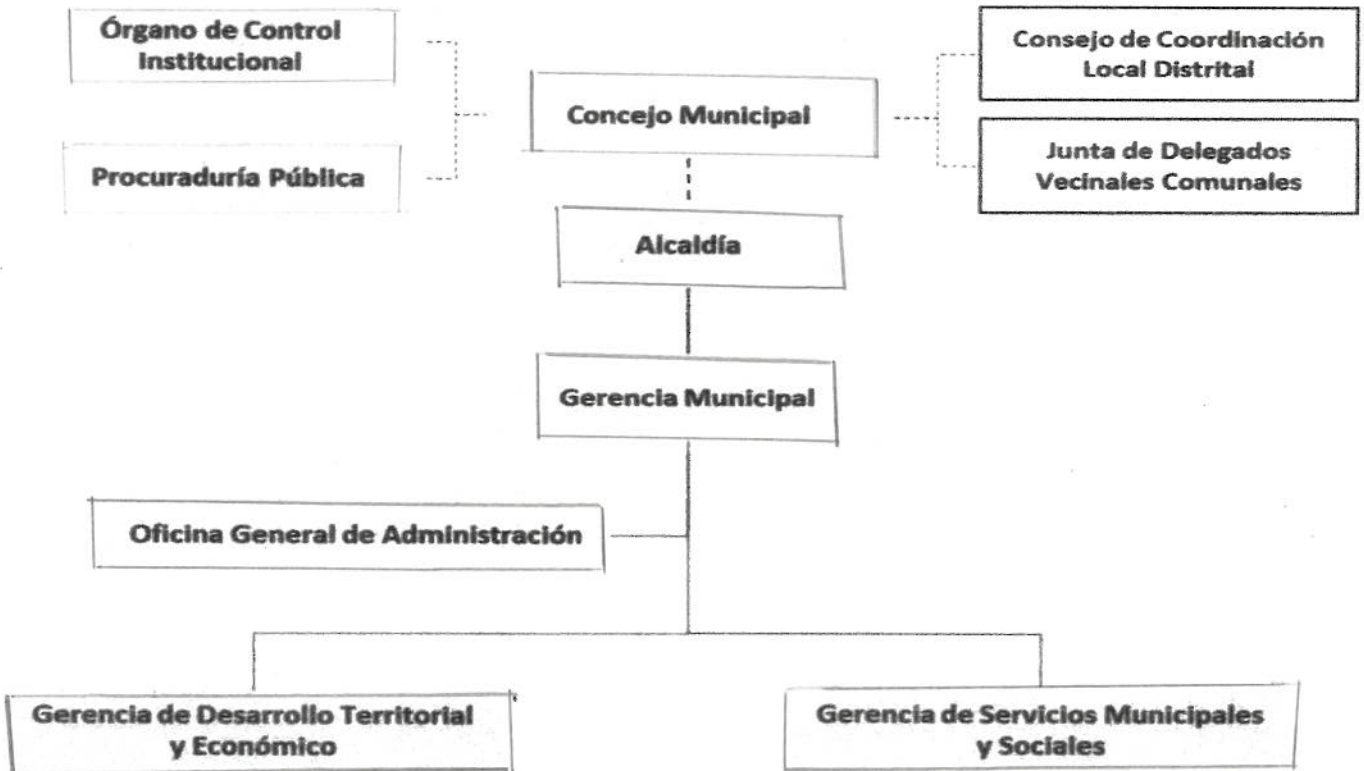 Órgano de Control
Institucional
Consejo de Coordinación
Local Distrital
Concejo Municipal
Procuraduría Pública
Junta de Delegados
Vecinales Comunales
Alcaldía
Gerencia Municipal
Oficina General de Administración
Gerencia de Desarrollo Territorial
y Económico
Gerencia de Servicios Municipales
y Sociales